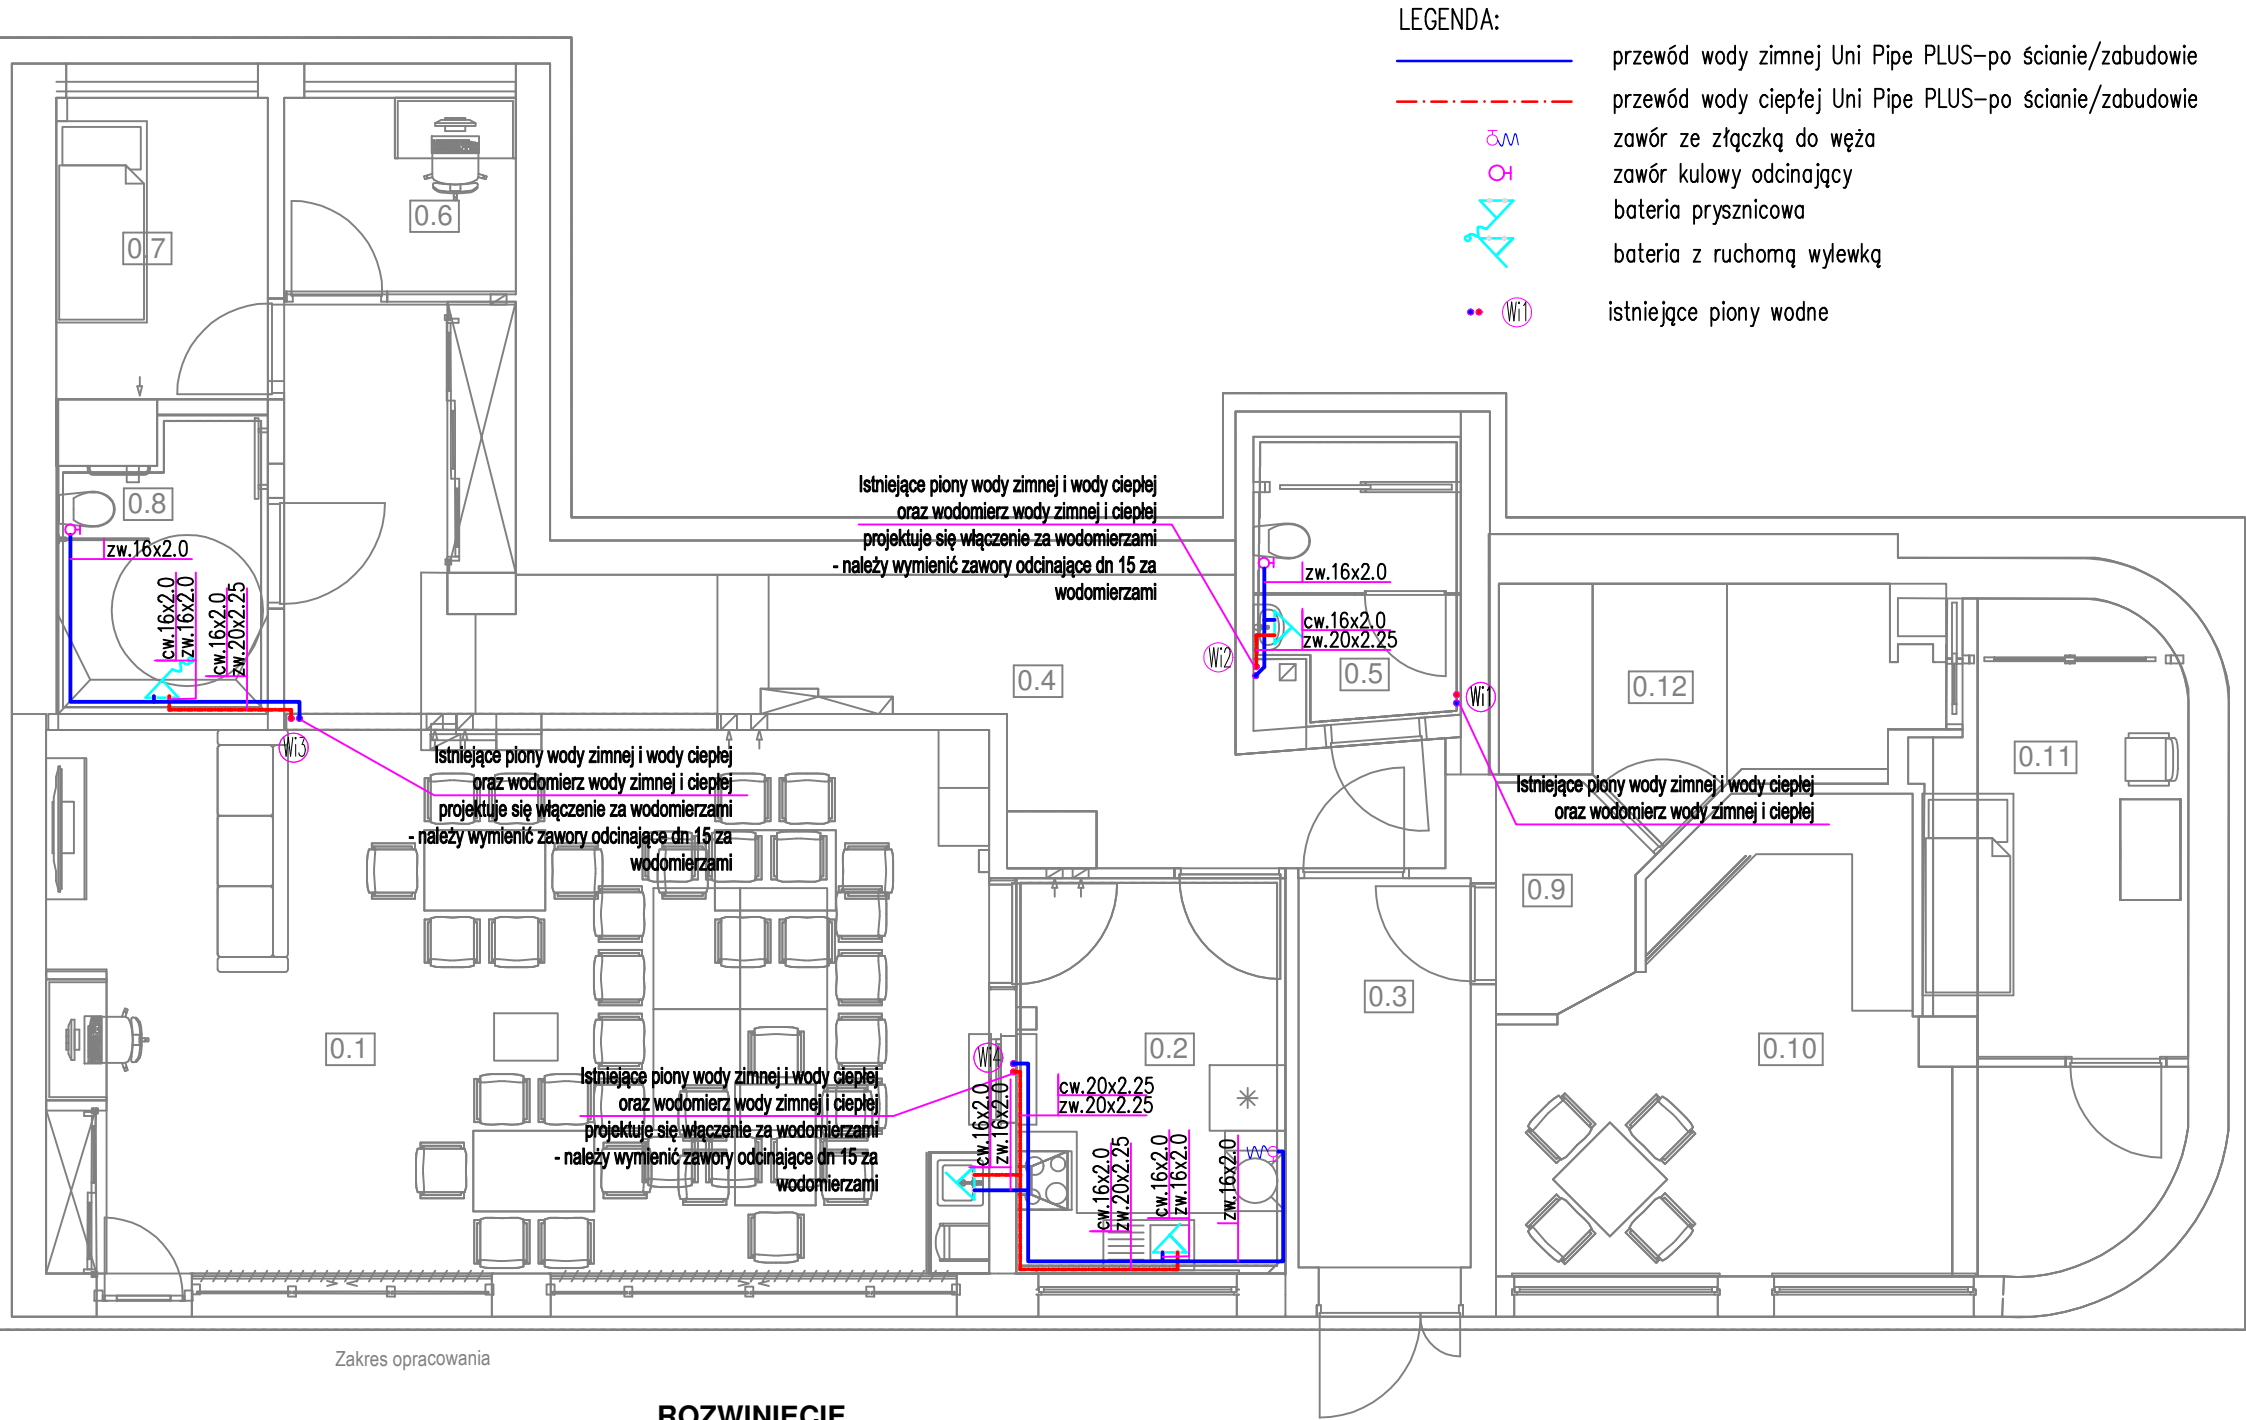 LEGENDA:
przewód wody zimnej Uni Pipe PLUS-po ścianie/zabudowie
przewód wody ciepłej Uni Pipe PLUS-po ścianie/zabudowie
zawór ze złączką do węża
zawór kulowy odcinający
bateria prysznicowa
bateria z ruchomą wylewką
Wi1
istniejące piony wodne
0.7
0.6
0.8
zw.16x2.0
cw.16x2.0
zw.16x2.0
cw.16x2.0
zw.20x2.25
Wi3
Istniejące piony wody zimnej i wody ciepłej
oraz wodomierz wody zimnej i ciepłej
projektuje się włączenie za wodomierzami
- należy wymienić zawory odcinające dn 15 za
wodomierzami
zw.16x2.0
cw.16x2.0
zw.20x2.25
Wi2
0.5
0.4
Wi1
0.12
0.11
Istniejące piony wody zimnej i wody ciepłej
oraz wodomierz wody zimnej i ciepłej
projektuje się włączenie za wodomierzami
- należy wymienić zawory odcinające dn 15 za
wodomierzami
Istniejące piony wody zimnej i wody ciepłej
oraz wodomierz wody zimnej i ciepłej
0.9
0.3
0.1
0.2
0.10
Wi4
Istniejące piony wody zimnej i wody ciepłej
oraz wodomierz wody zimnej i ciepłej
projektuje się włączenie za wodomierzami
- należy wymienić zawory odcinające dn 15 za
wodomierzami
cw.16x2.0
zw.16x2.0
cw.20x2.25
zw.20x2.25
cw.16x2.0
zw.20x2.25
cw.16x2.0
zw.16x2.0
zw.16x2.0
Zakres opracowania
ROZWINIĘCIE